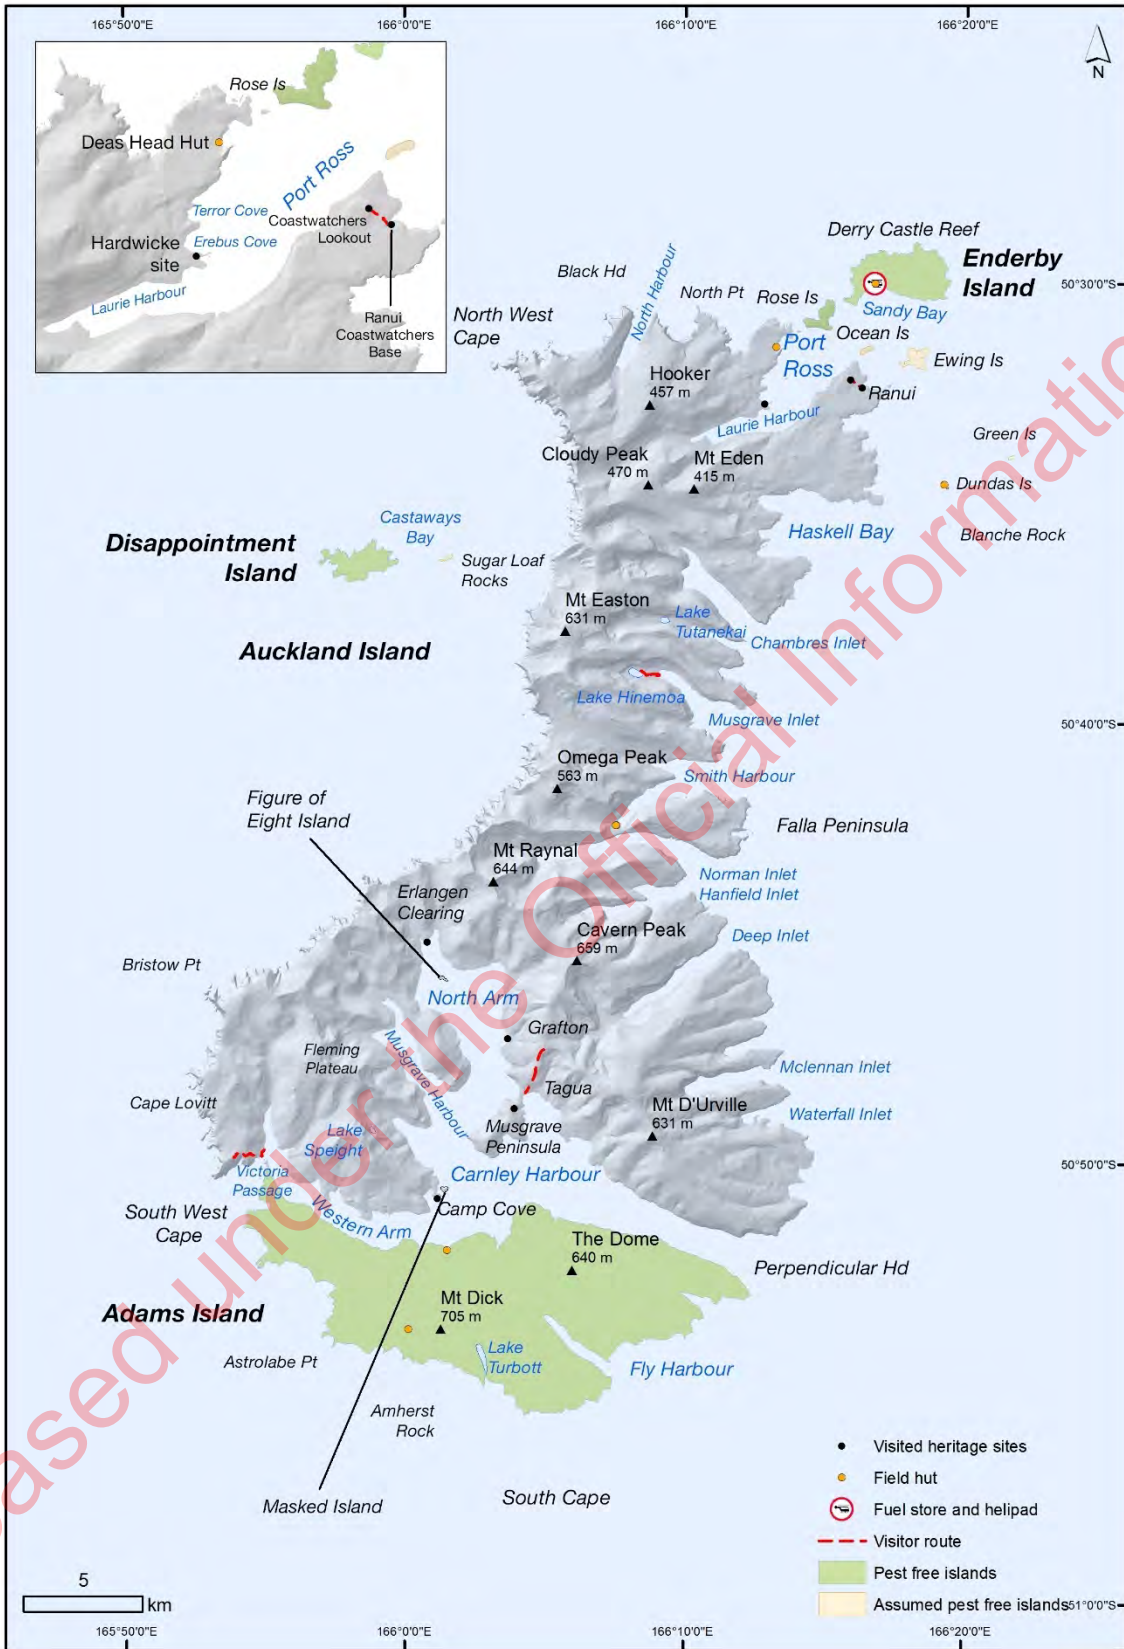 165°50'0"E
166°0'0"E
166°10'0"E
166°20'0"E
N
Rose Is
Deas Head Hut
Port Ross
Terror Cove
Coastwatchers
Lookout
Hardwicke
site
Erebus Cove
Laurie Harbour
Ranui
Coastwatchers
Base
Derry Castle Reef
Enderby
Island
50°30'0"S
Black Hd
North Harbour
North Pt
Rose Is
Sandy Bay
North West
Cape
Ocean Is
Port
Ross
Ewing Is
Hooker
457 m
Ranui
Laurie Harbour
Green Is
Cloudy Peak
470 m
Mt Eden
415 m
Dundas Is
Castaways
Bay
Haskell Bay
Blanche Rock
Disappointment
Island
Sugar Loaf
Rocks
Mt Easton
631 m
Lake
Tutanekai
Chambres Inlet
Auckland Island
Lake Hinemoa
Musgrave Inlet
50°40'0"S
Omega Peak
563 m
Smith Harbour
Figure of
Eight Island
Falla Peninsula
Mt Raynal
644 m
Norman Inlet
Hanfield Inlet
Erlangen
Clearing
Cavern Peak
659 m
Deep Inlet
Bristow Pt
North Arm
Grafton
Fleming
Plateau
Musgrave Harbour
Mclennan Inlet
Tagua
Cape Lovitt
Mt D'Urville
631 m
Waterfall Inlet
Lake
Speight
Musgrave
Peninsula
50°50'0"S
Victoria
Passage
Carnley Harbour
South West
Cape
Western Arm
Camp Cove
The Dome
640 m
Perpendicular Hd
Adams Island
Mt Dick
705 m
Astrolabe Pt
Lake
Turbott
Fly Harbour
Amherst
Rock
Masked Island
South Cape
Visited heritage sites
Field hut
Fuel store and helipad
Visitor route
Pest free islands
Assumed pest free islands
51°0'0"S
5
km
165°50'0"E
166°0'0"E
166°10'0"E
166°20'0"E
ased under the Official Informatio